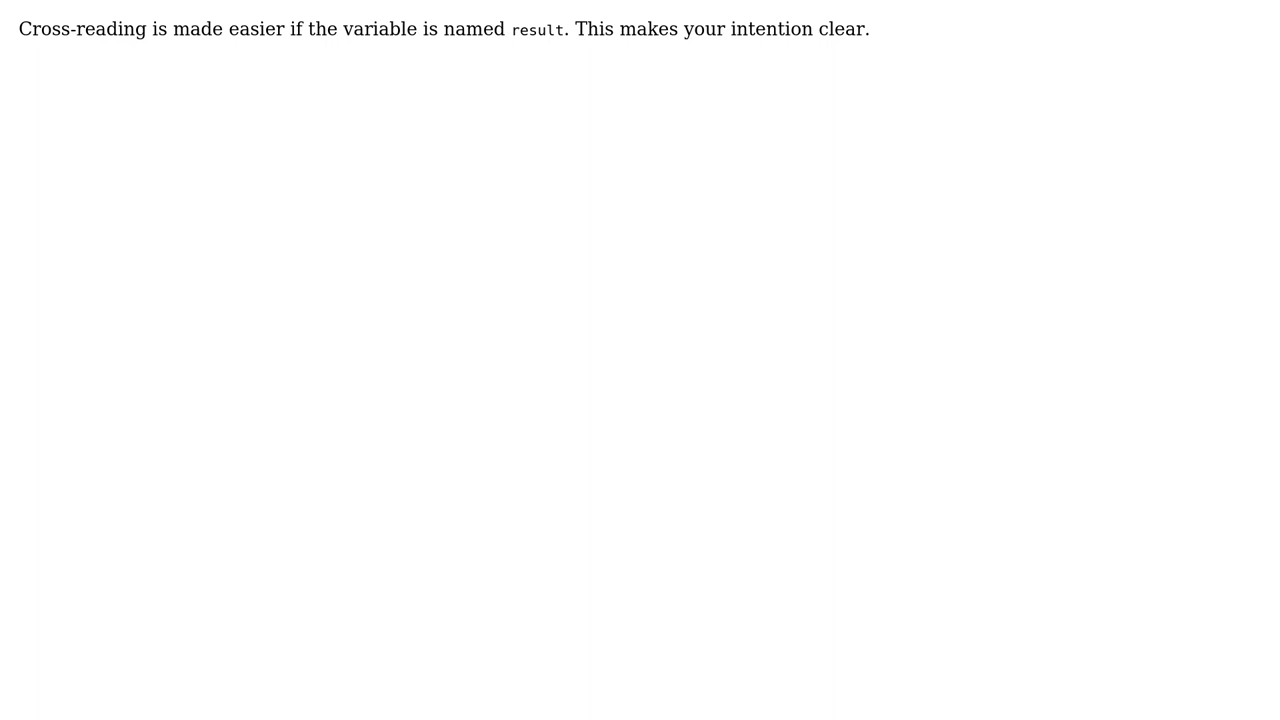 Cross-reading is made easier if the variable is named result. This makes your intention clear.